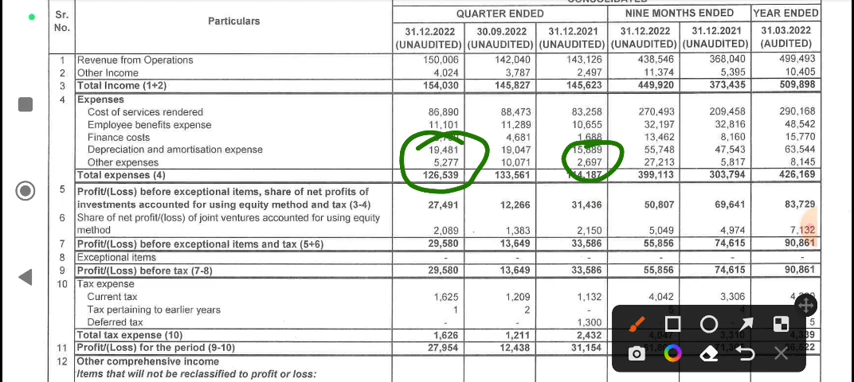 QUARTER ENDED NINE MONTHS ENDED YEAR ENDED
Sr. No. Particulars 31.12.2022 30.09.2022 31.12.2021 31.12.2022 31.12.2021 31.03.2022
(UNAUDITED) (UNAUDITED) (UNAUDITED) (UNAUDITED) (UNAUDITED) (AUDITED)
1 Revenue from Operations 150,006 142,040 143,126 438,546 368,040 499,493
2 Other Income 4,024 3,787 2,497 11,374 5,395 10,405
3 Total Income (1+2) 154,030 145,827 145,623 449,920 373,435 509,898
4 Expenses
Cost of services rendered 86,890 88,473 83,258 270,493 209,458 290,168
Employee benefits expense 11,101 11,289 10,655 32,197 32,816 48,542
Finance costs 4,681 1,688 13,462 8,160 15,770
Depreciation and amortisation expense 19,481 19,047 15,889 55,748 47,543 63,544
Other expenses 5,277 10,071 2,697 27,213 5,817 8,145
Total expenses (4) 126,539 133,561 114,187 399,113 303,794 426,169
5 Profit/(Loss) before exceptional items, share of net profits of
investments accounted for using equity method and tax (3-4) 27,491 12,266 31,436 50,807 69,641 83,729
6 Share of net profit/(loss) of joint ventures accounted for using equity
method 2,089 1,383 2,150 5,049 4,974 7,132
7 Profit/(Loss) before exceptional items and tax (5+6) 29,580 13,649 33,586 55,856 74,615 90,861
8 Exceptional items - - - - - -
9 Profit/(Loss) before tax (7-8) 29,580 13,649 33,586 55,856 74,615 90,861
10 Tax expense
Current tax 1,625 1,209 1,132 4,042 3,306
Tax pertaining to earlier years 1 2 -
Deferred tax - - 1,300
Total tax expense (10) 1,626 1,211 2,432
11 Profit/(Loss) for the period (9-10) 27,954 12,438 31,154
12 Other comprehensive income
Items that will not be reclassified to profit or loss: